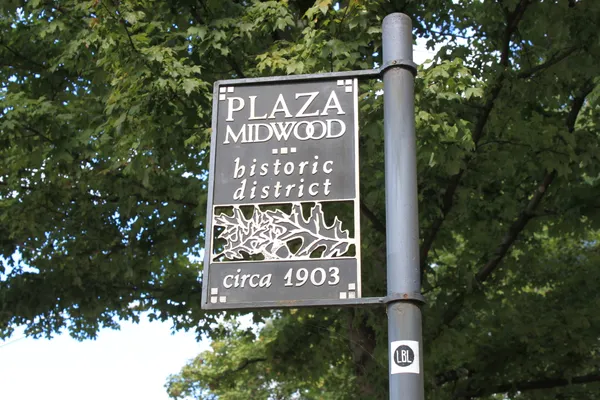 PLAZA
MIDWOOD
historic
district
circa 1903
LBL